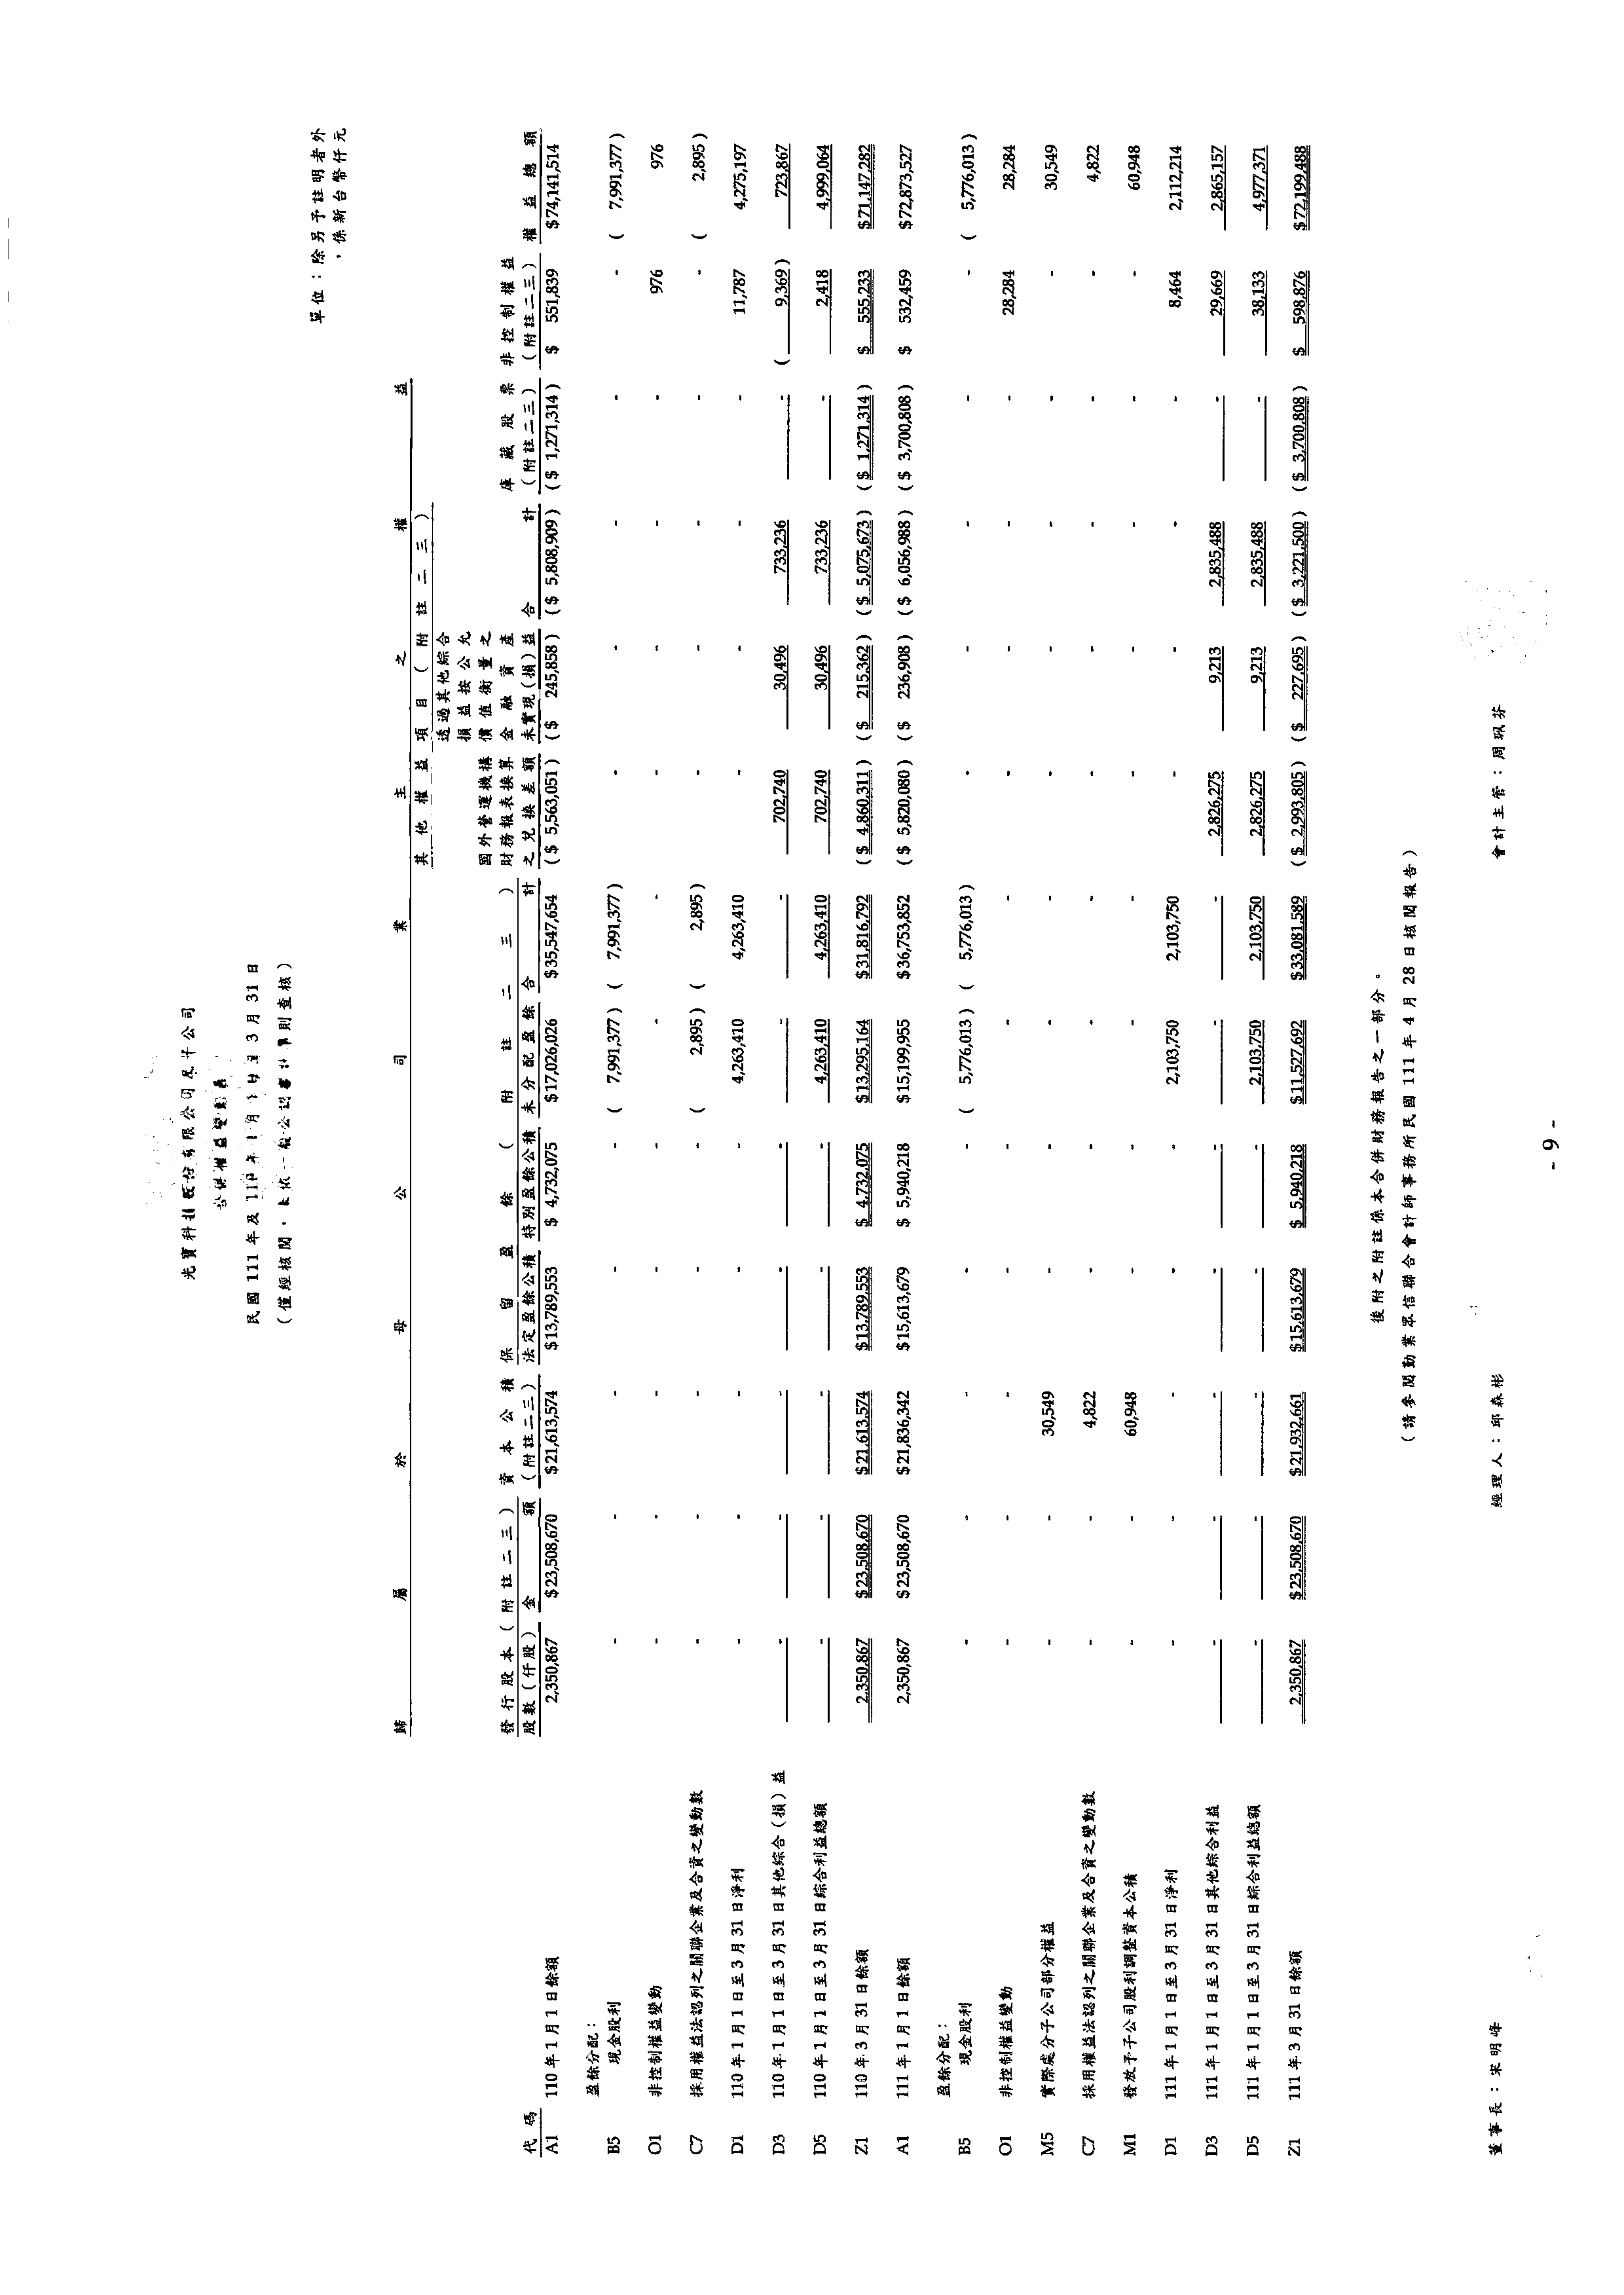 光寶科技股份有限公司及子公司
合併權益變動表
民國 111 年及 110 年 1 月 1 日至 3 月 31 日
(僅經核閱,未依一般公認審計準則查核)
單位:除另予註明者外
,係新台幣仟元
歸 屬 於 母 公 司 業 主 之 權 益
其 他 權 益 項 目 ( 附 註 二 三 )
透過其他綜合
損益按公允
國外營運機構 價值衡量之
發行股本(附註二三) 資本公積 保留盈餘(附註二三) 財務報表換算 金融資產 庫藏股票 非控制權益
代碼 股數(仟股) 金額 (附註二三) 法定盈餘公積 特別盈餘公積 未分配盈餘 合計 之兌換差額 未實現(損)益 合計 (附註二三) (附註二三) 權益總額
A1 110 年 1 月 1 日餘額 2,350,867 $23,508,670 $21,613,574 $13,789,553 $ 4,732,075 $17,026,026 $35,547,654 ($ 5,563,051) ($ 245,858) ($ 5,808,909) ($ 1,271,314) $ 551,839 $74,141,514
盈餘分配:
B5 現金股利 - - - - - ( 7,991,377) ( 7,991,377) - - - - - ( 7,991,377)
O1 非控制權益變動 - - - - - - - - - - - 976 976
C7 採用權益法認列之關聯企業及合資之變動數 - - - - - ( 2,895) ( 2,895) - - - - - ( 2,895)
D1 110 年 1 月 1 日至 3 月 31 日淨利 - - - - - 4,263,410 4,263,410 - - - - 11,787 4,275,197
D3 110 年 1 月 1 日至 3 月 31 日其他綜合(損)益 - - - - - - - 702,740 30,496 733,236 - ( 9,369) 723,867
D5 110 年 1 月 1 日至 3 月 31 日綜合利益總額 - - - - - 4,263,410 4,263,410 702,740 30,496 733,236 - 2,418 4,999,064
Z1 110 年 3 月 31 日餘額 2,350,867 $23,508,670 $21,613,574 $13,789,553 $ 4,732,075 $13,295,164 $31,816,792 ($ 4,860,311) ($ 215,362) ($ 5,075,673) ($ 1,271,314) $ 555,233 $71,147,282
A1 111 年 1 月 1 日餘額 2,350,867 $23,508,670 $21,836,342 $15,613,679 $ 5,940,218 $15,199,955 $36,753,852 ($ 5,820,080) ($ 236,908) ($ 6,056,988) ($ 3,700,808) $ 532,459 $72,873,527
盈餘分配:
B5 現金股利 - - - - - ( 5,776,013) ( 5,776,013) - - - - - ( 5,776,013)
O1 非控制權益變動 - - - - - - - - - - - 28,284 28,284
M5 實際處分子公司部分權益 - - 30,549 - - - - - - - - - 30,549
C7 採用權益法認列之關聯企業及合資之變動數 - - 4,822 - - - - - - - - - 4,822
M1 發放予子公司股利調整資本公積 - - 60,948 - - - - - - - - - 60,948
D1 111 年 1 月 1 日至 3 月 31 日淨利 - - - - - 2,103,750 2,103,750 - - - - 8,464 2,112,214
D3 111 年 1 月 1 日至 3 月 31 日其他綜合利益 - - - - - - - 2,826,275 9,213 2,835,488 - 29,669 2,865,157
D5 111 年 1 月 1 日至 3 月 31 日綜合利益總額 - - - - - 2,103,750 2,103,750 2,826,275 9,213 2,835,488 - 38,133 4,977,371
Z1 111 年 3 月 31 日餘額 2,350,867 $23,508,670 $21,932,661 $15,613,679 $ 5,940,218 $11,527,692 $33,081,589 ($ 2,993,805) ($ 227,695) ($ 3,221,500) ($ 3,700,808) $ 598,876 $72,199,488
後附之附註係本合併財務報告之一部分。
(請參閱勤業眾信聯合會計師事務所民國 111 年 4 月 28 日核閱報告)
董事長:宋明峰 經理人:邱森彬 會計主管:周珮芬
- 9 -